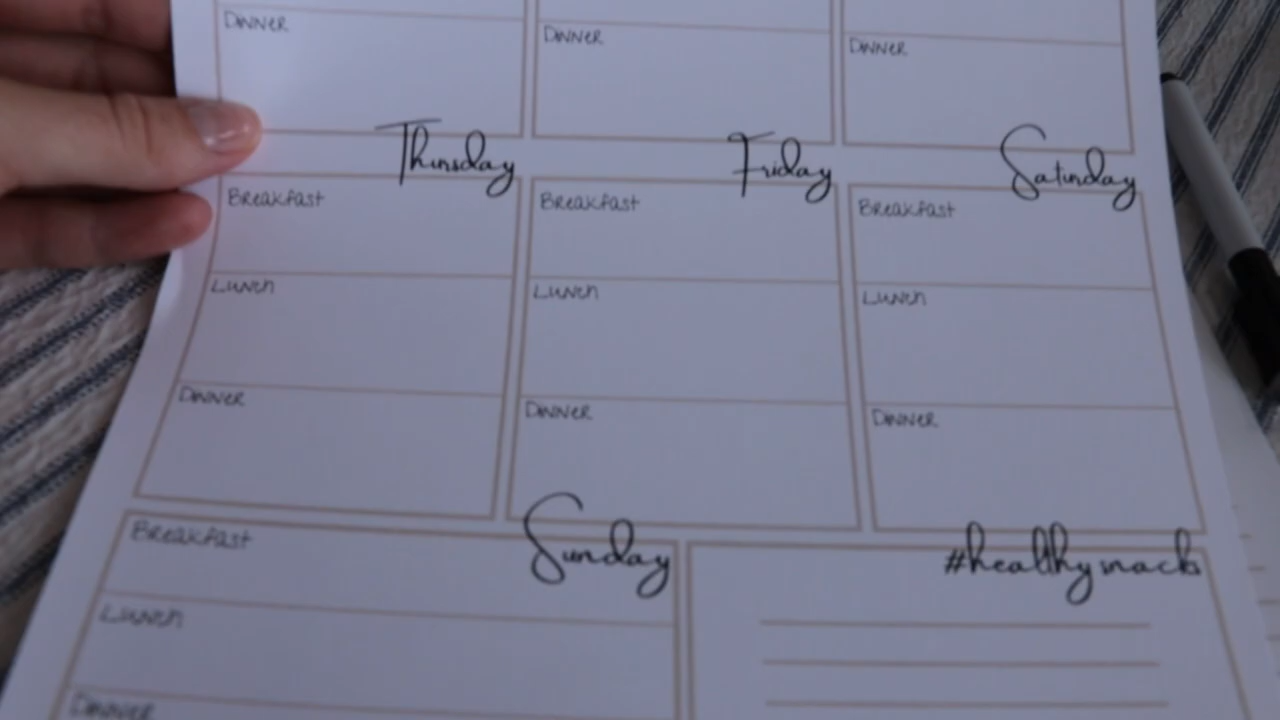 Dinner
Dinner
Dinner
Thursday
Breakfast
Lunch
Dinner
Friday
Breakfast
Lunch
Dinner
Saturday
Breakfast
Lunch
Dinner
Sunday
Breakfast
Lunch
Dinner
#healthysnacks